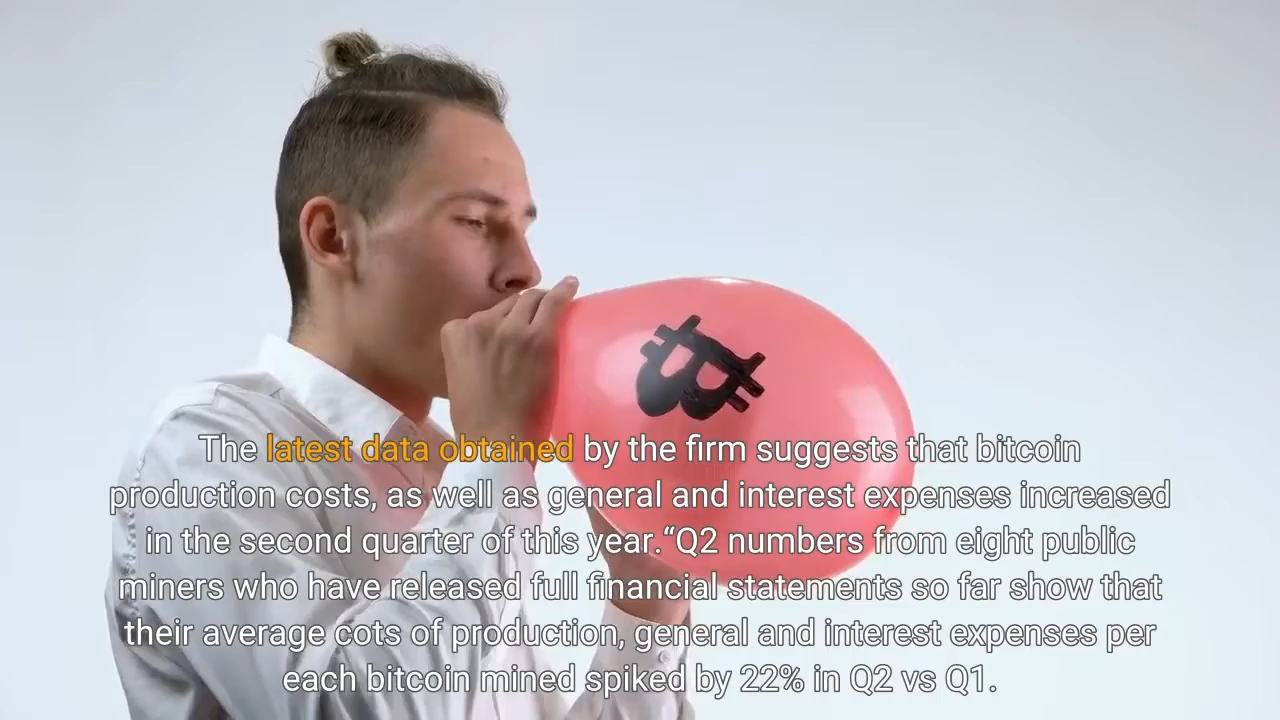 The latest data obtained by the firm suggests that bitcoin
production costs, as well as general and interest expenses increased
in the second quarter of this year.“Q2 numbers from eight public
miners who have released full financial statements so far show that
their average cots of production, general and interest expenses per
each bitcoin mined spiked by 22% in Q2 vs Q1.